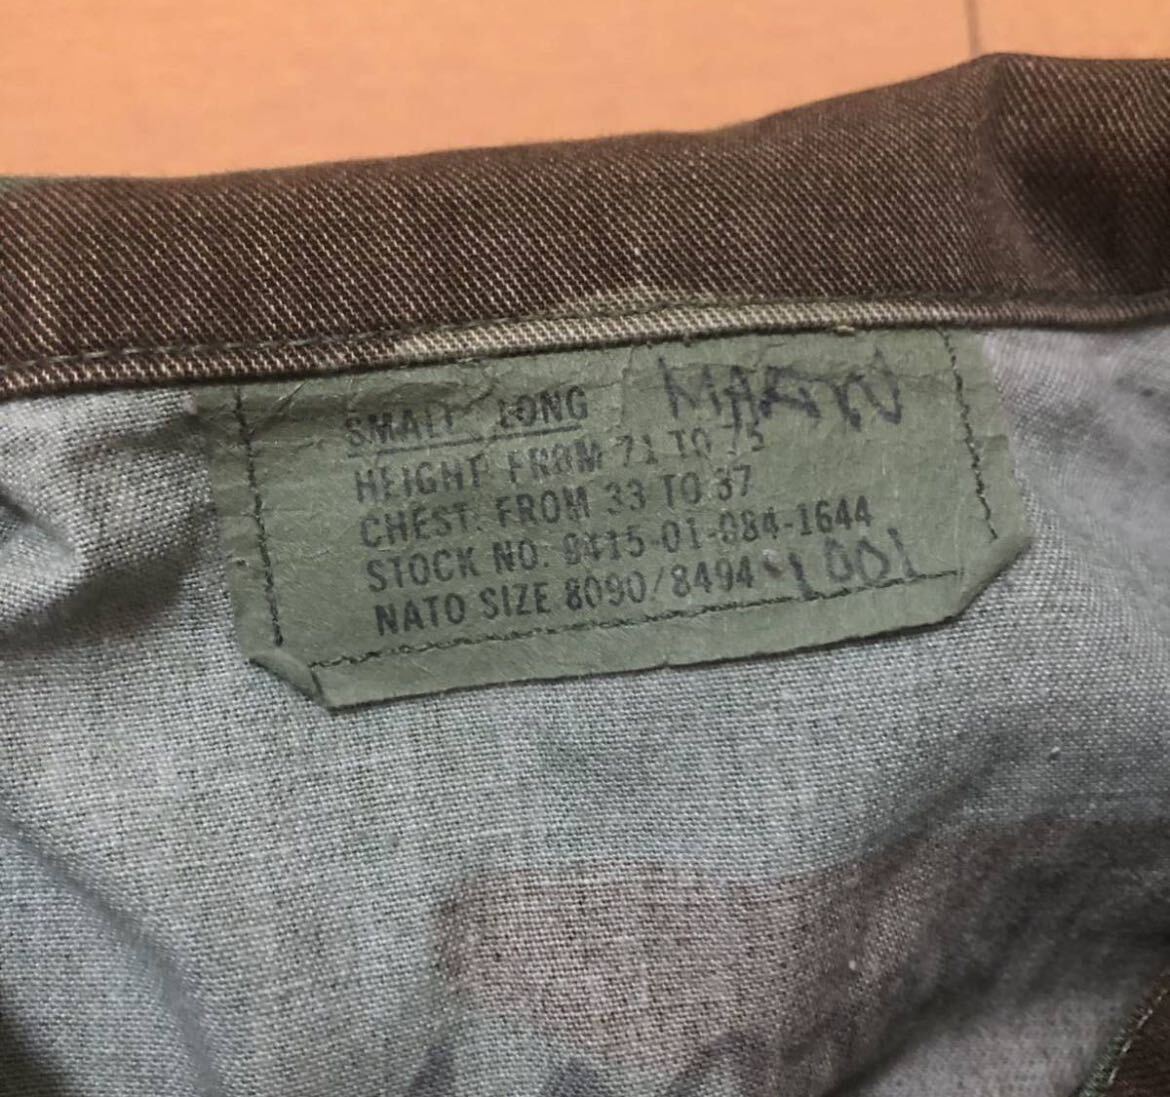 SMALL LONG
HEIGHT: FROM 71 TO 75
CHEST: FROM 33 TO 37
STOCK NO. 8415-01-084-1644
NATO SIZE 8090/8494
1001